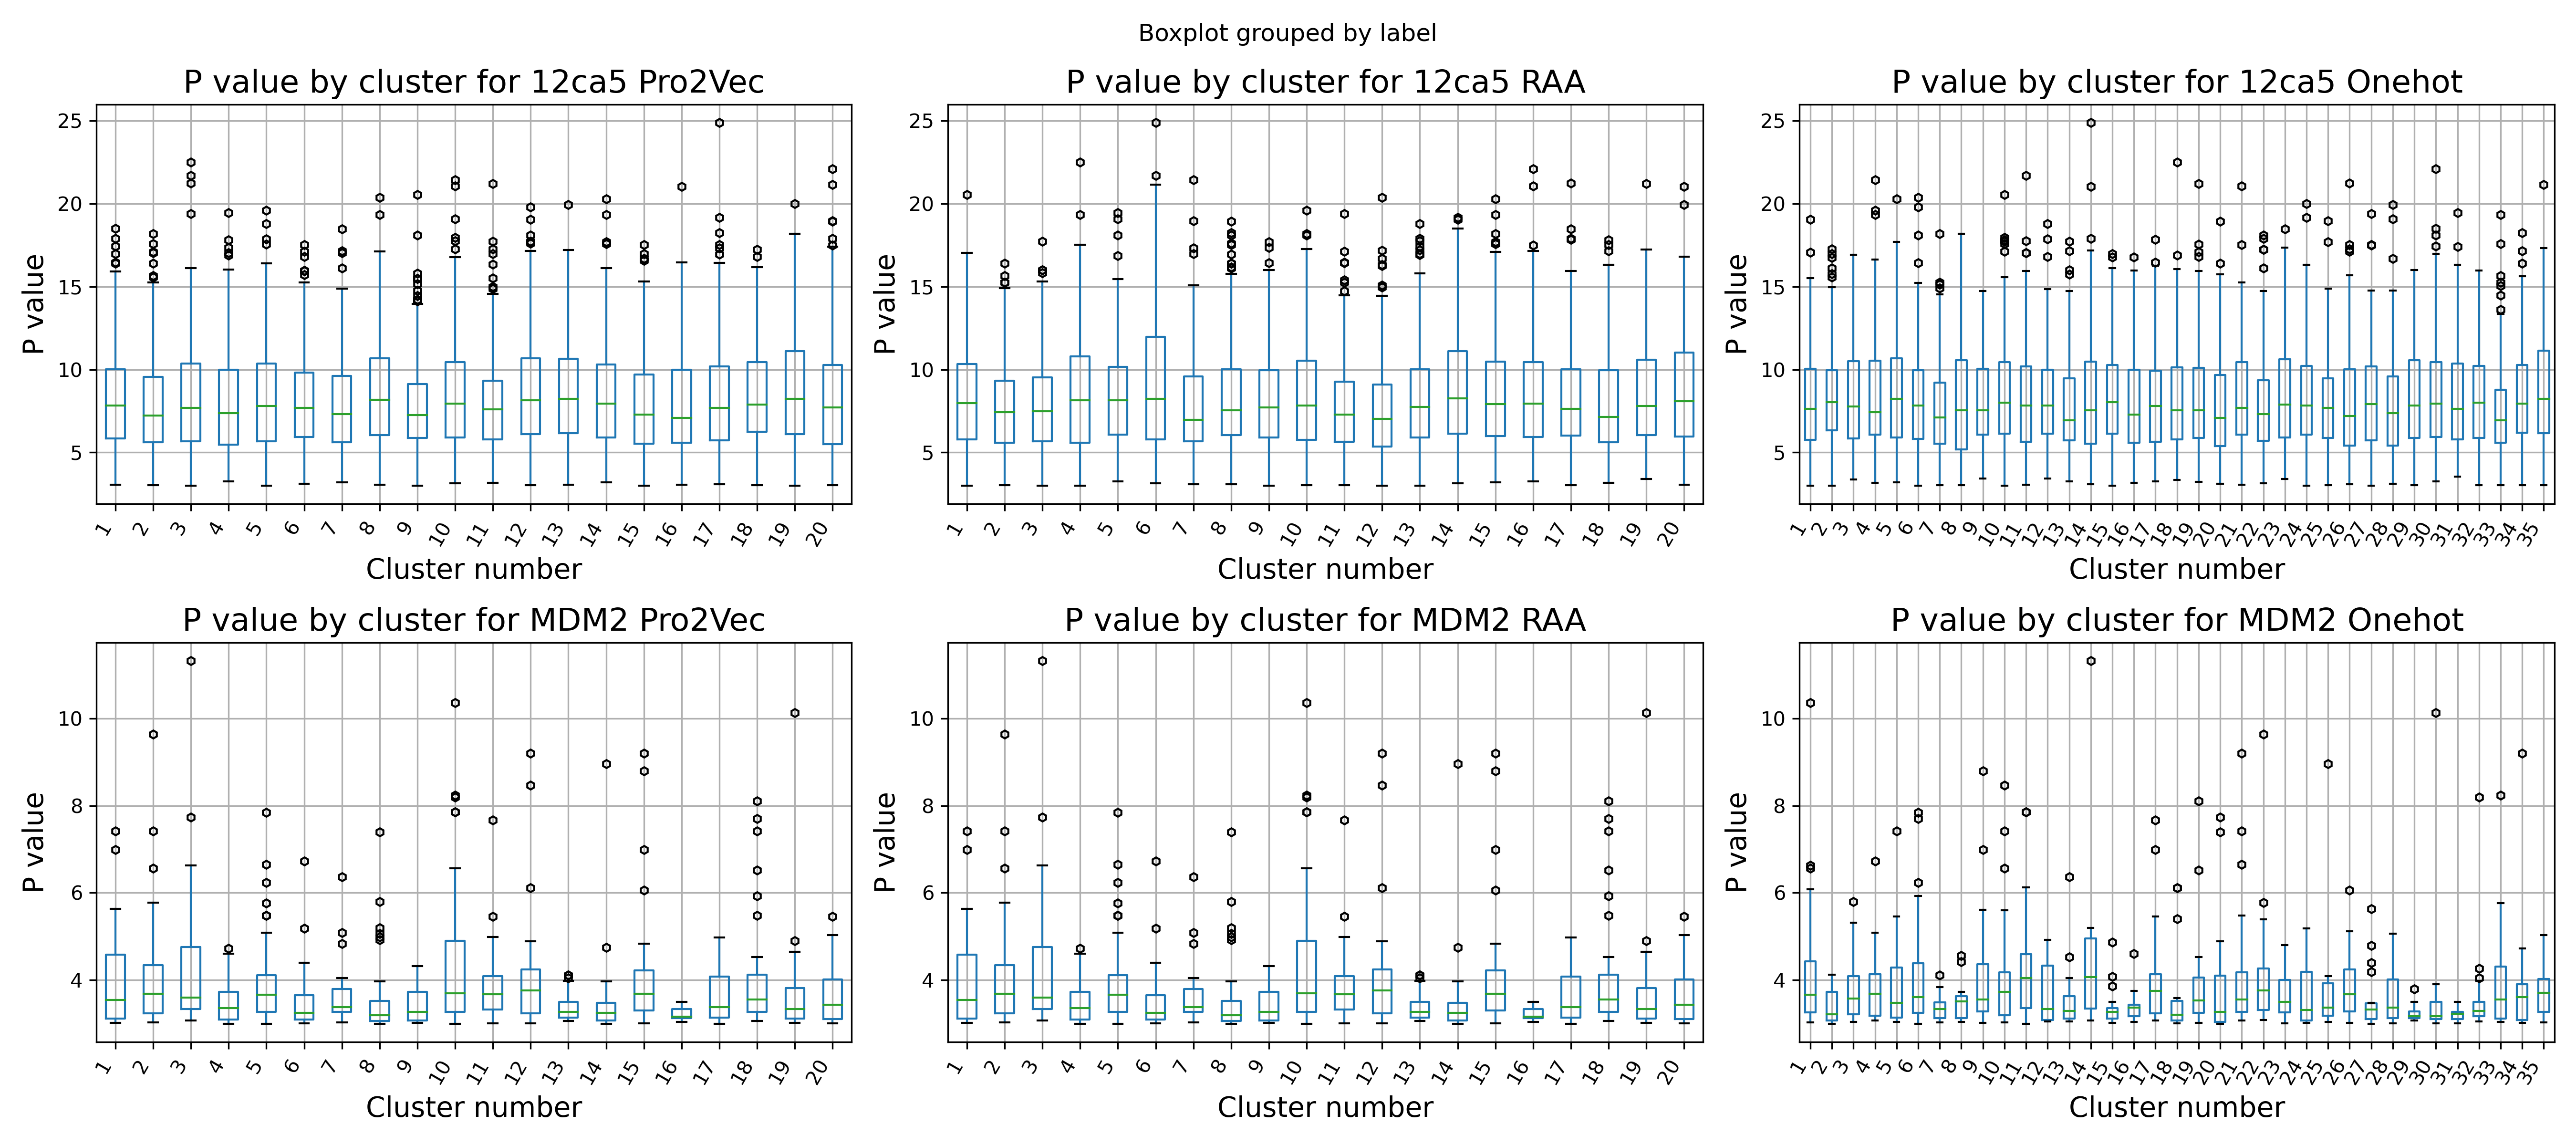 Boxplot grouped by label
P value by cluster for 12ca5 Pro2Vec
P value
25
20
15
10
5
1 2 3 4 5 6 7 8 9 10 11 12 13 14 15 16 17 18 19 20
Cluster number
P value by cluster for 12ca5 RAA
P value
25
20
15
10
5
1 2 3 4 5 6 7 8 9 10 11 12 13 14 15 16 17 18 19 20
Cluster number
P value by cluster for 12ca5 Onehot
P value
25
20
15
10
5
1 2 3 4 5 6 7 8 9 10 11 12 13 14 15 16 17 18 19 20 21 22 23 24 25 26 27 28 29 30 31 32 33 34 35
Cluster number
P value by cluster for MDM2 Pro2Vec
P value
10
8
6
4
1 2 3 4 5 6 7 8 9 10 11 12 13 14 15 16 17 18 19 20
Cluster number
P value by cluster for MDM2 RAA
P value
10
8
6
4
1 2 3 4 5 6 7 8 9 10 11 12 13 14 15 16 17 18 19 20
Cluster number
P value by cluster for MDM2 Onehot
P value
10
8
6
4
1 2 3 4 5 6 7 8 9 10 11 12 13 14 15 16 17 18 19 20 21 22 23 24 25 26 27 28 29 30 31 32 33 34 35
Cluster number